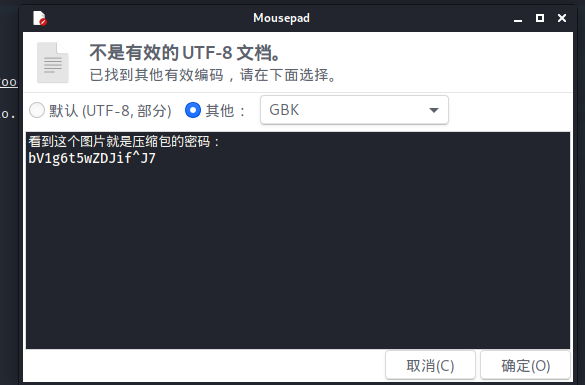 Mousepad
不是有效的 UTF-8 文档。
已找到其他有效编码，请在下面选择。
默认 (UTF-8, 部分)
其他：
GBK
看到这个图片就是压缩包的密码：
bV1g6t5wZDJif^J7
取消(C)
确定(O)